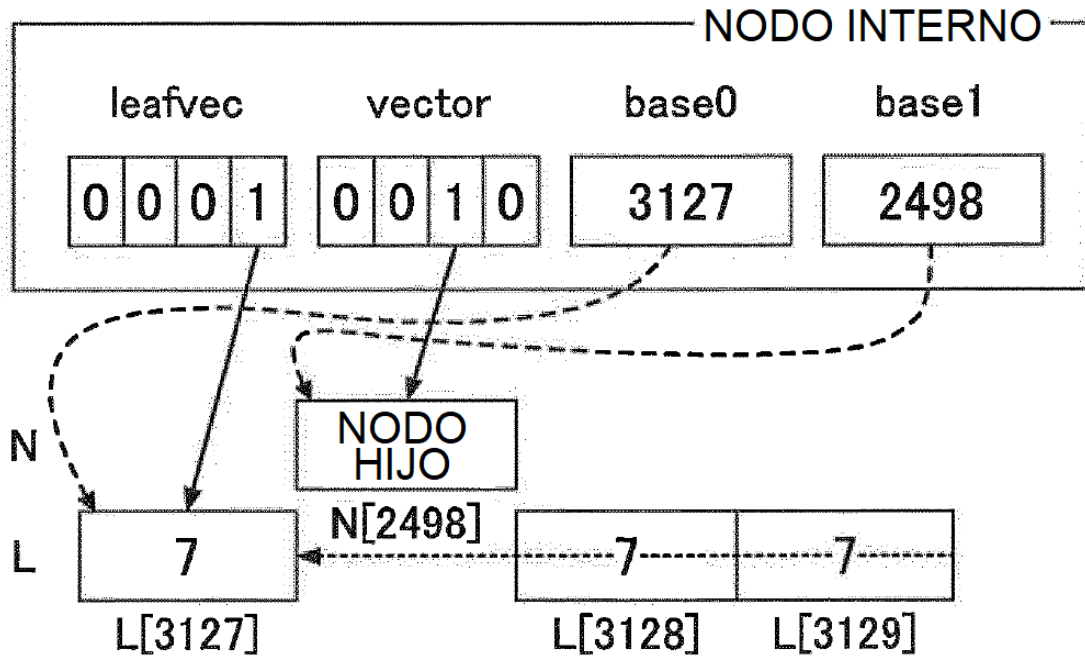 NODO INTERNO
leafvec vector base0 base1
0 0 0 1 0 0 1 0 3127 2498
N
NODO
HIJO
N[2498]
L 7 7 7
L[3127] L[3128] L[3129]